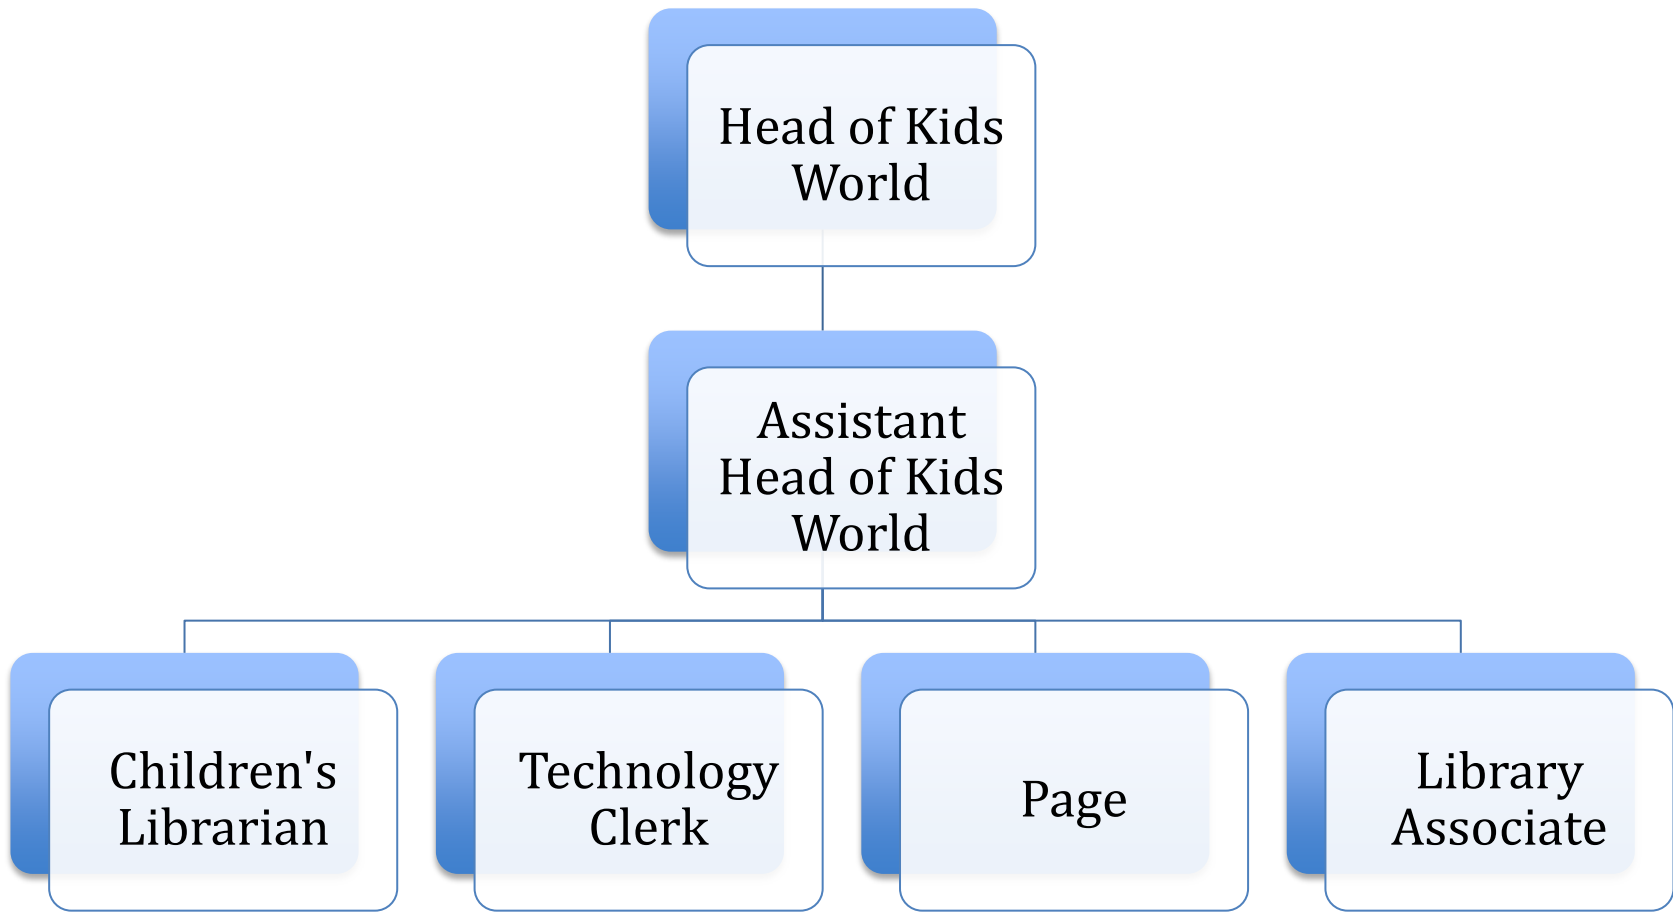 Head of Kids
World
Assistant
Head of Kids
World
Children's
Librarian
Technology
Clerk
Page
Library
Associate